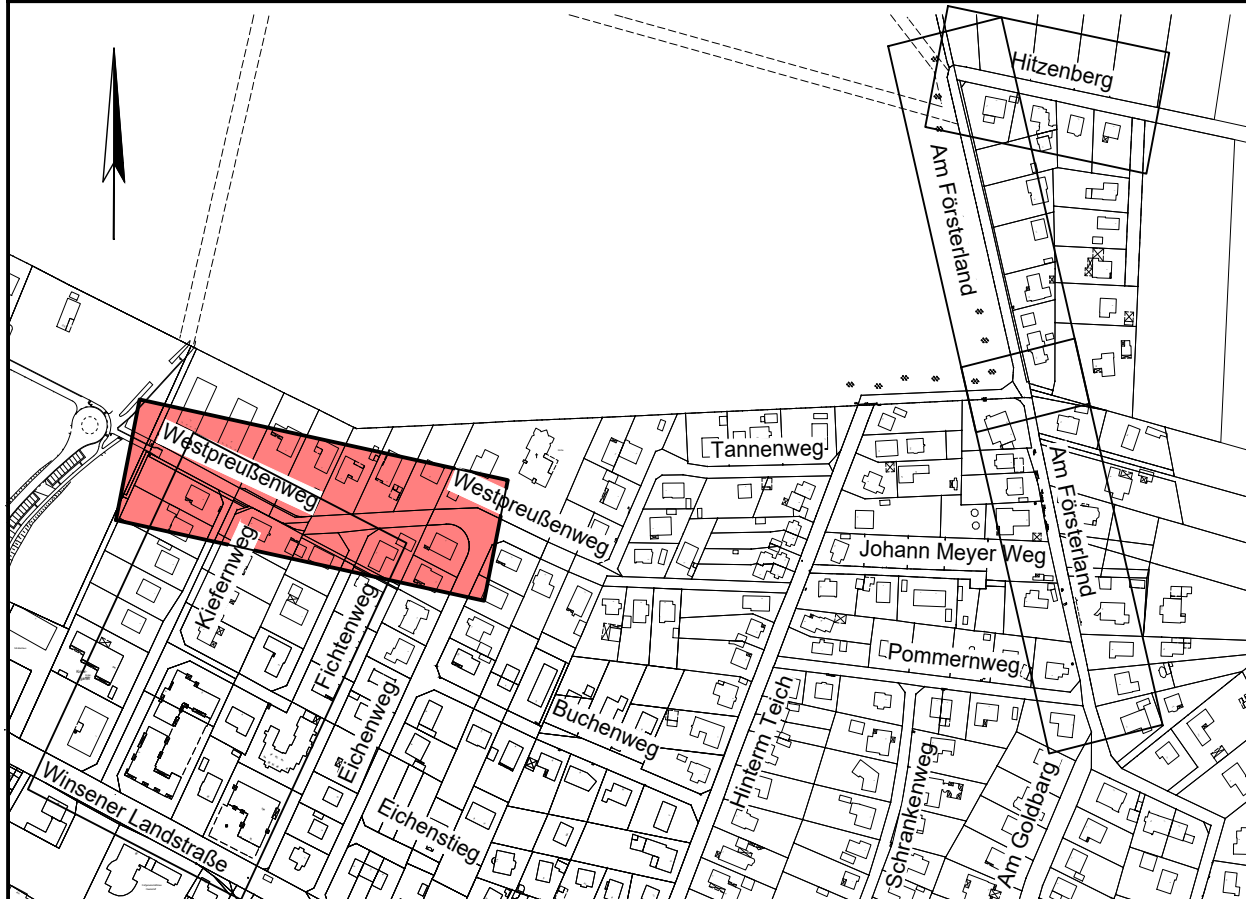 Hitzenberg
Am Försterland
Westpreußenweg
Westpreußenweg
Tannenweg
Am Försterland
Johann Meyer Weg
Kiefernweg
Fichtenweg
Pommernweg
Eichenweg
Buchenweg
Hinterm Teich
Schrankenweg
Am Goldbarg
Winsener Landstraße
Eichenstieg